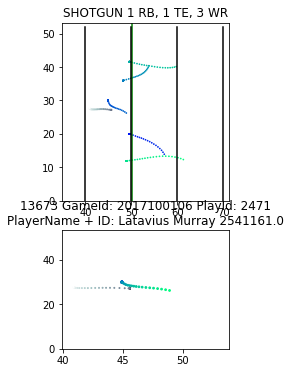 SHOTGUN 1 RB, 1 TE, 3 WR
50
40
30
20
10
0
40 50 60 70
13673 GameId: 2017100106 PlayId: 2471
PlayerName + ID: Latavius Murray 2541161.0
40
20
0
40 45 50